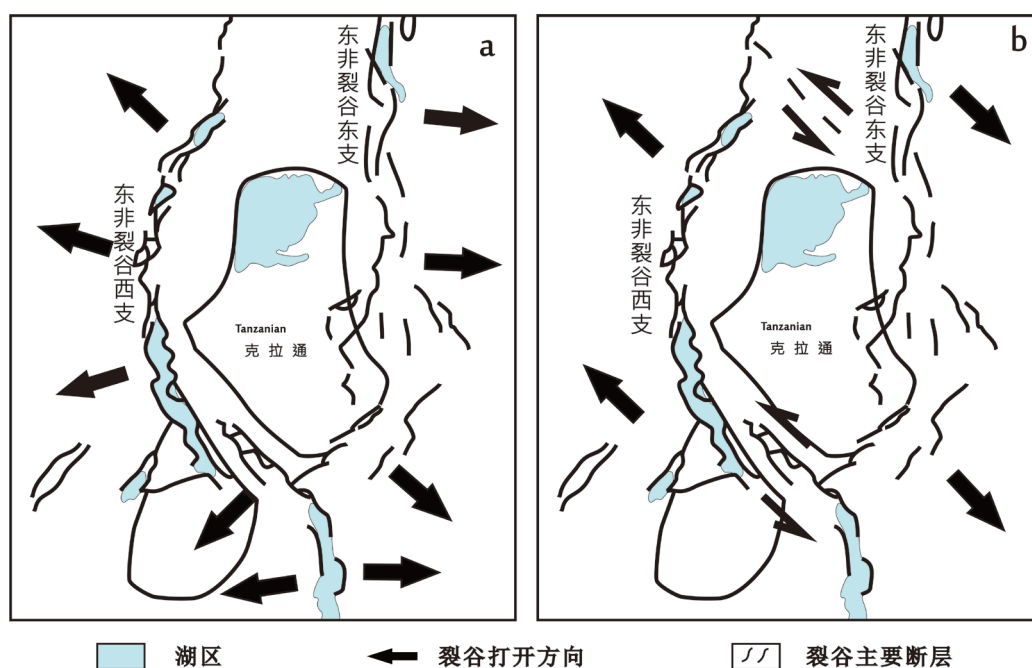 a
东非裂谷东支
东非裂谷西支
Tanzanian
克拉通
b
东非裂谷东支
东非裂谷西支
Tanzanian
克拉通
湖区
裂谷打开方向
裂谷主要断层